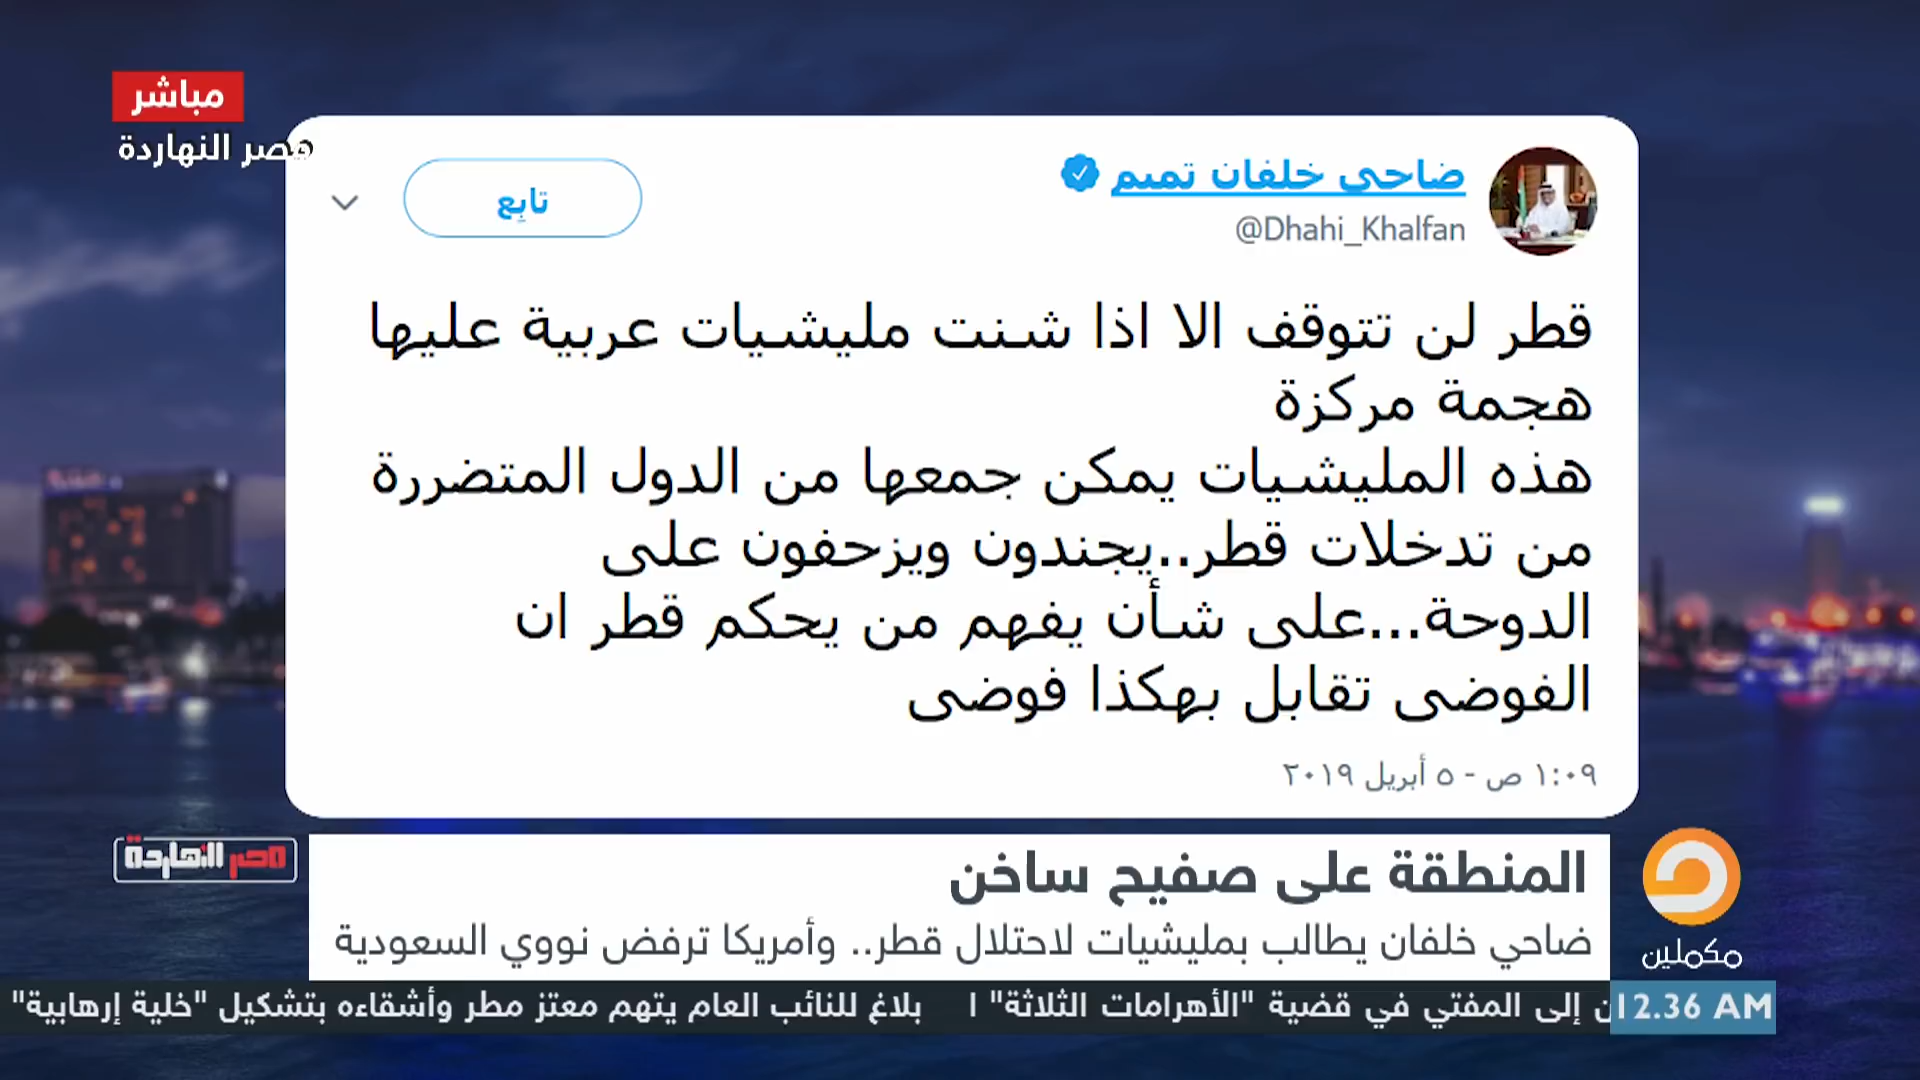 مباشر
مصر النهاردة
ضاحي خلفان تميم
@Dhahi_Khalfan
تابِع
قطر لن تتوقف الا اذا شنت مليشيات عربية عليها
هجمة مركزة
هذه المليشيات يمكن جمعها من الدول المتضررة
من تدخلات قطر..يجندون ويزحفون على
الدوحة...على شأن يفهم من يحكم قطر ان
الفوضى تقابل بهكذا فوضى
١:٠٩ ص - ٥ أبريل ٢٠١٩
مصر النهاردة
المنطقة على صفيح ساخن
ضاحي خلفان يطالب بمليشيات لاحتلال قطر.. وأمريكا ترفض نووي السعودية
مكملين
إلى المفتي في قضية "الأهرامات الثلاثة" ا بلاغ للنائب العام يتهم معتز مطر وأشقاءه بتشكيل "خلية إرهابية"
12.36 AM